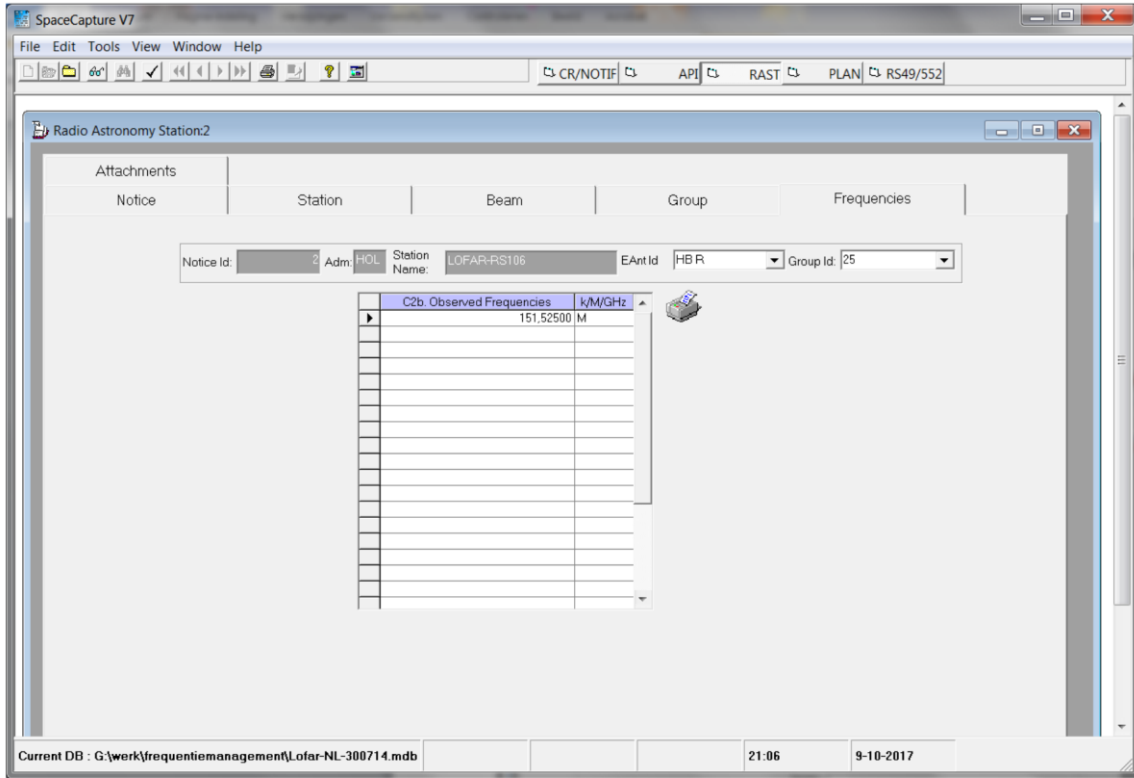 SpaceCapture V7
File Edit Tools View Window Help
CR/NOTIF API RAST PLAN RS49/552
Radio Astronomy Station:2
Attachments
Notice Station Beam Group Frequencies
Notice Id: 2 Adm: HOL Station Name: LOFAR-RS106 EAnt Id HB R Group Id: 25
C2b. Observed Frequencies k/M/GHz
151,52500 M
Current DB : G:\werk\frequentiemanagement\Lofar-NL-300714.mdb 21:06 9-10-2017